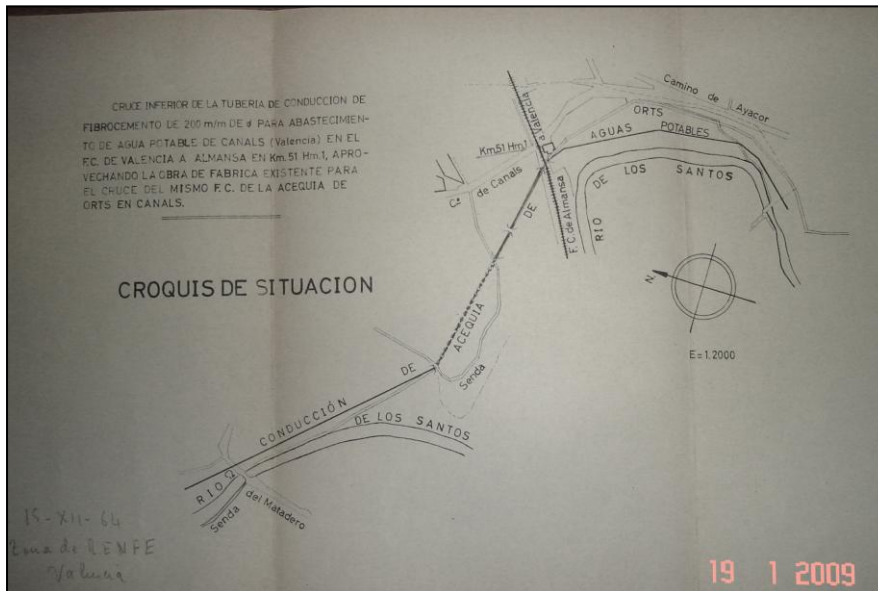 CRUCE INFERIOR DE LA TUBERIA DE CONDUCCION DE
FIBROCEMENTO DE 200 m/m DE ø PARA ABASTECIMIEN-
TO DE AGUA POTABLE DE CANALS (Valencia) EN EL
F.C. DE VALENCIA A ALMANSA EN Km. 51 Hm. 1, APRO-
VECHANDO LA OBRA DE FABRICA EXISTENTE PARA
EL CRUCE DEL MISMO F.C. DE LA ACEQUIA DE
ORTS EN CANALS.
CROQUIS DE SITUACION
Camino de
Ayacor
a Valencia
Km.51 Hm.1
Cº de Canals
ORTS
AGUAS POTABLES
RIO DE LOS SANTOS
F.C. de Almansa
DE
ACEQUIA
DE
Senda
N.
E=1.2000
CONDUCCIÓN
RIO DE LOS SANTOS
Senda del Matadero
15-XII-64
Zona de RENFE
Valencia
19 1 2009